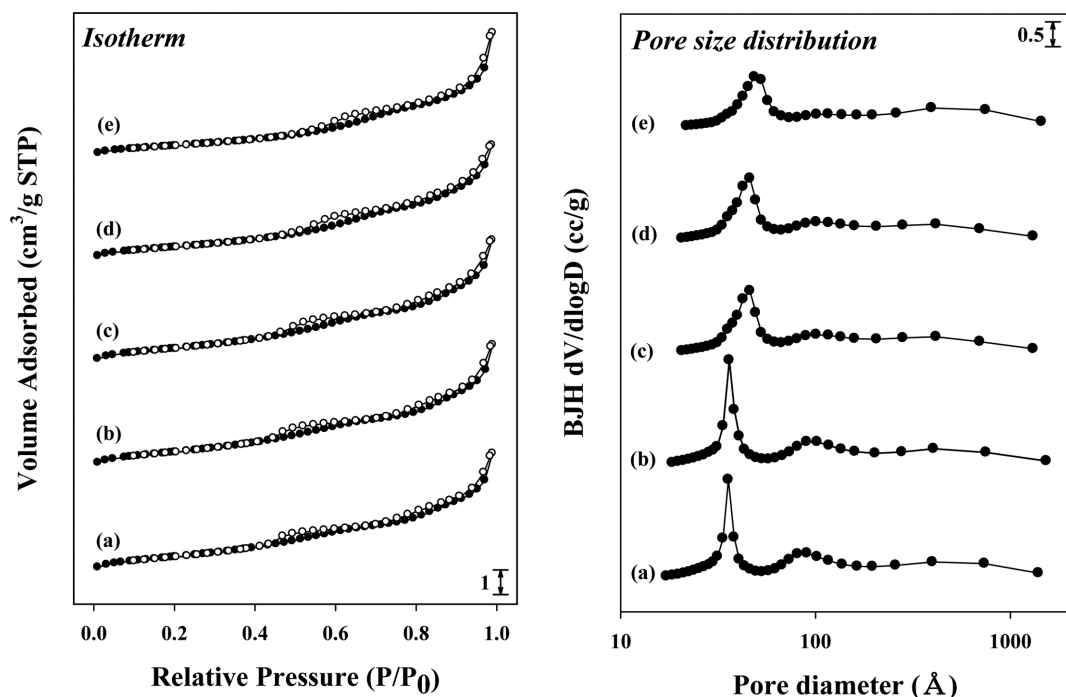 Isotherm
(e)
(d)
(c)
(b)
(a)
1
0.0 0.2 0.4 0.6 0.8 1.0
Relative Pressure (P/P0)
Volume Adsorbed (cm3/g STP)
Pore size distribution
0.5
(e)
(d)
(c)
(b)
(a)
10 100 1000
Pore diameter (Å)
BJH dV/dlogD (cc/g)